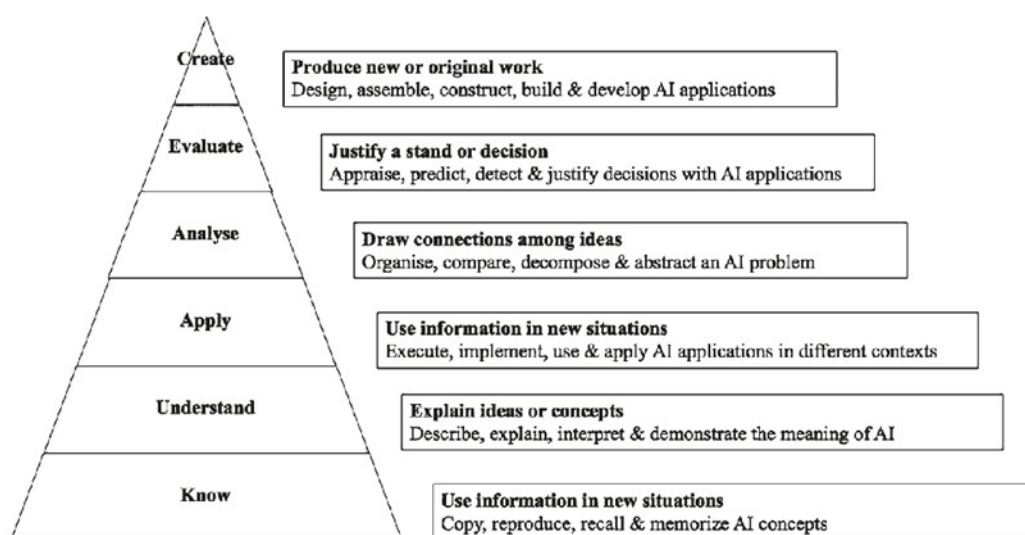 Create
Produce new or original work
Design, assemble, construct, build & develop AI applications
Evaluate
Justify a stand or decision
Appraise, predict, detect & justify decisions with AI applications
Analyse
Draw connections among ideas
Organise, compare, decompose & abstract an AI problem
Apply
Use information in new situations
Execute, implement, use & apply AI applications in different contexts
Understand
Explain ideas or concepts
Describe, explain, interpret & demonstrate the meaning of AI
Know
Use information in new situations
Copy, reproduce, recall & memorize AI concepts